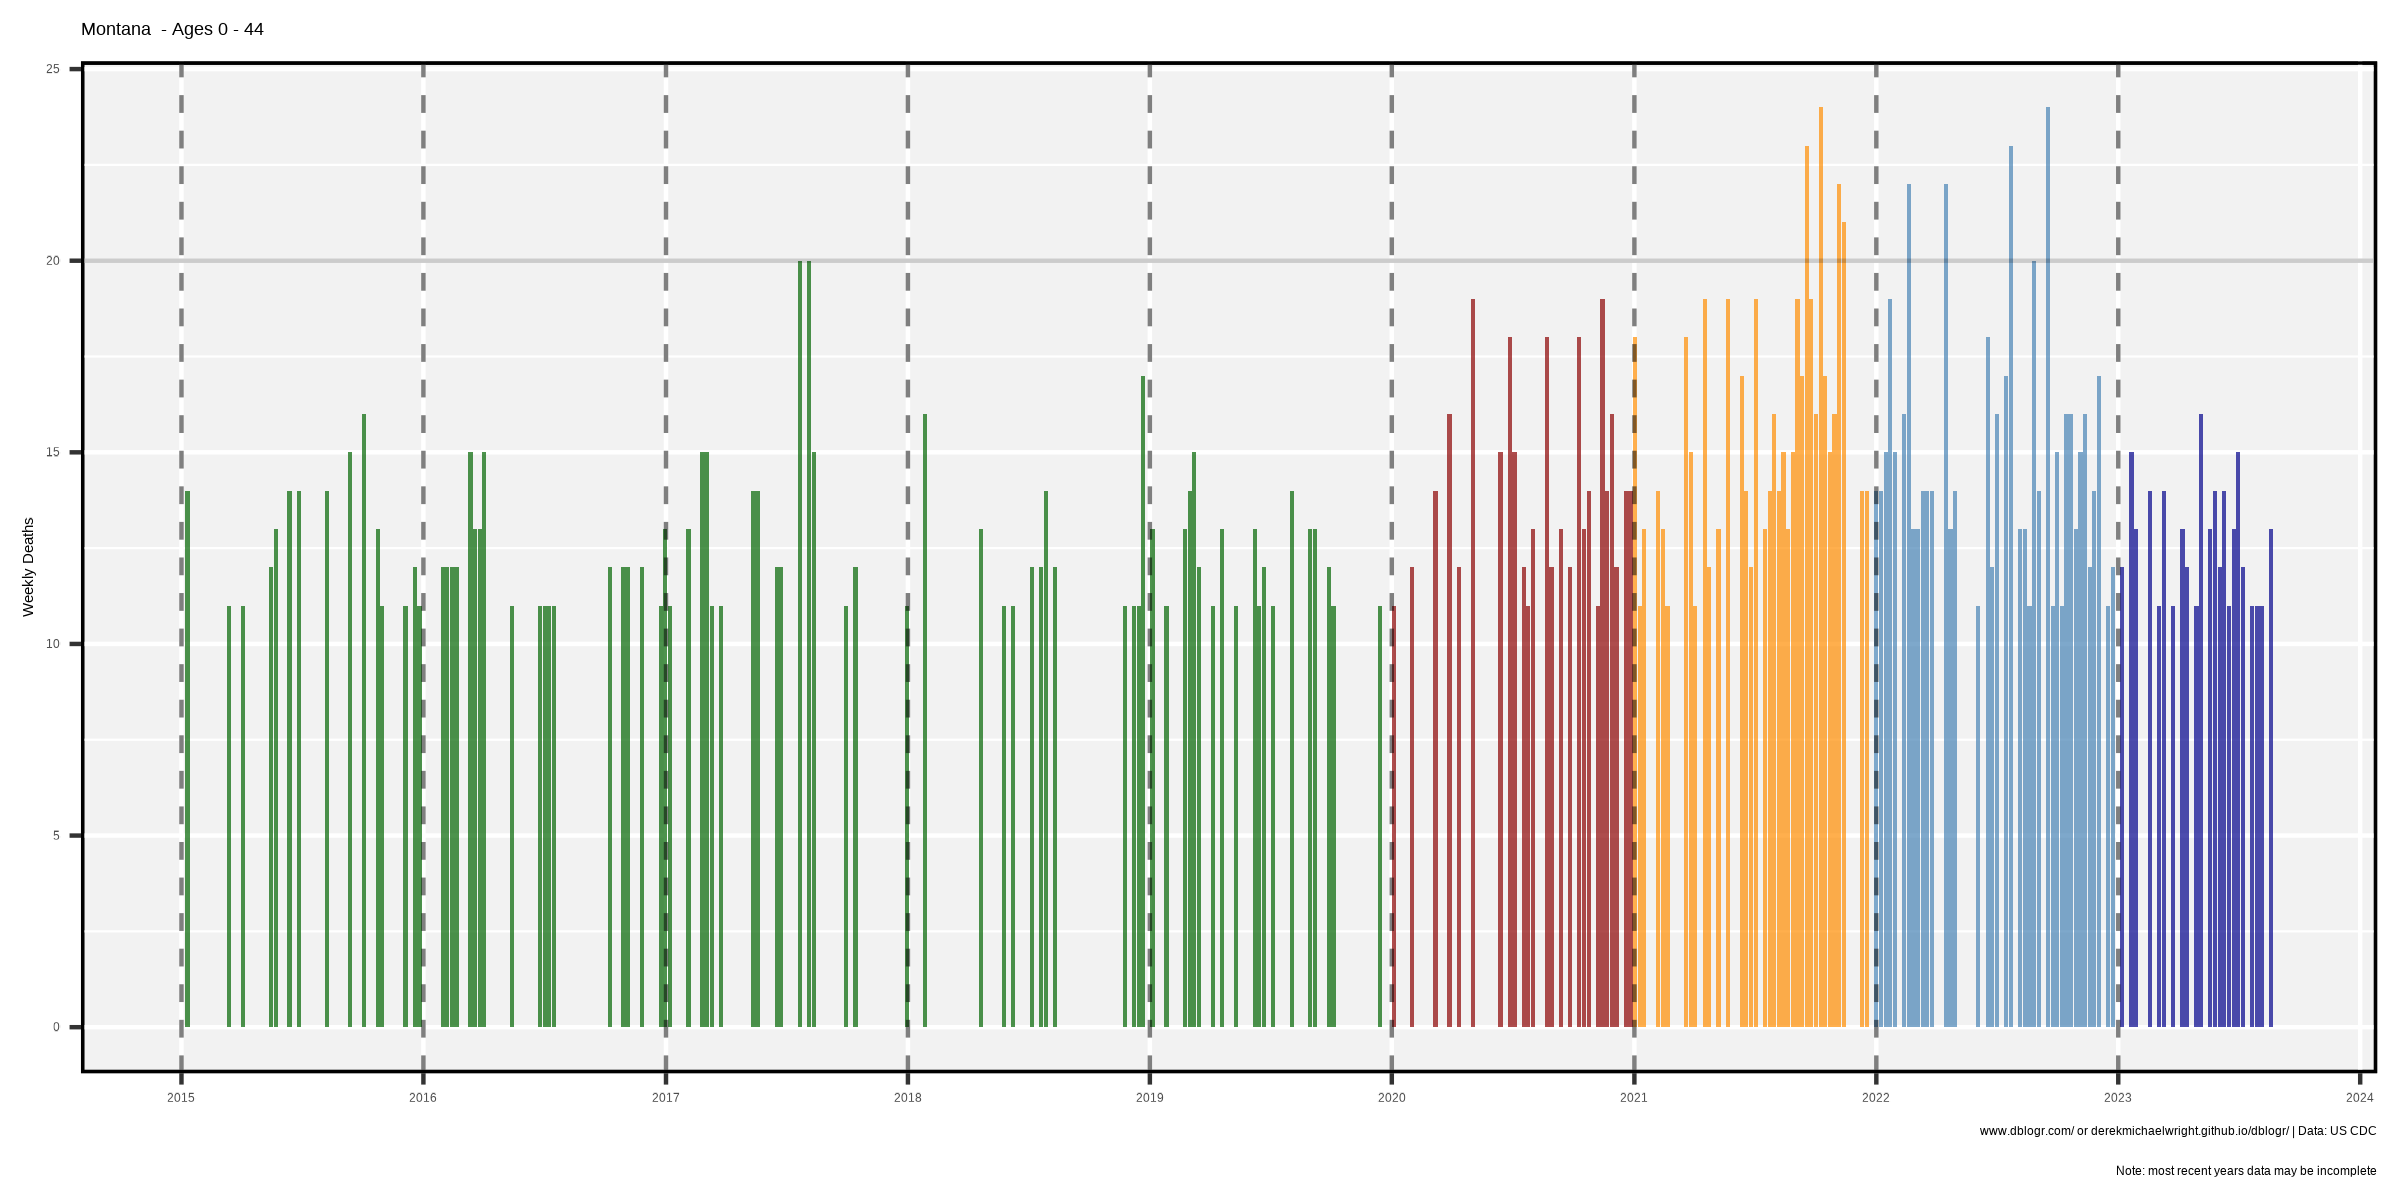 Montana - Ages 0 - 44
25
20
15
10
5
0
Weekly Deaths
2015 2016 2017 2018 2019 2020 2021 2022 2023 2024
www.dblogr.com/ or derekmichaelwright.github.io/dblogr/ | Data: US CDC
Note: most recent years data may be incomplete